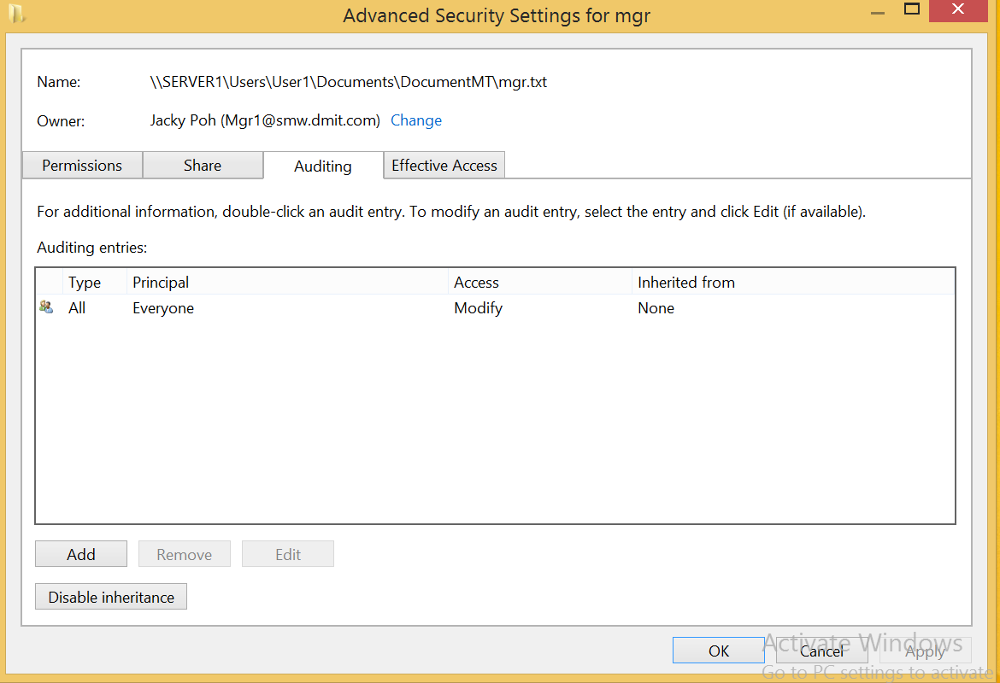 Advanced Security Settings for mgr
Name: \\SERVER1\Users\User1\Documents\DocumentMT\mgr.txt
Owner: Jacky Poh (Mgr1@smw.dmit.com) Change
Permissions Share Auditing Effective Access
For additional information, double-click an audit entry. To modify an audit entry, select the entry and click Edit (if available).
Auditing entries:
Type Principal Access Inherited from
All Everyone Modify None
Add Remove Edit
Disable inheritance
Activate Windows
OK Cancel Apply
Go to PC settings to activate